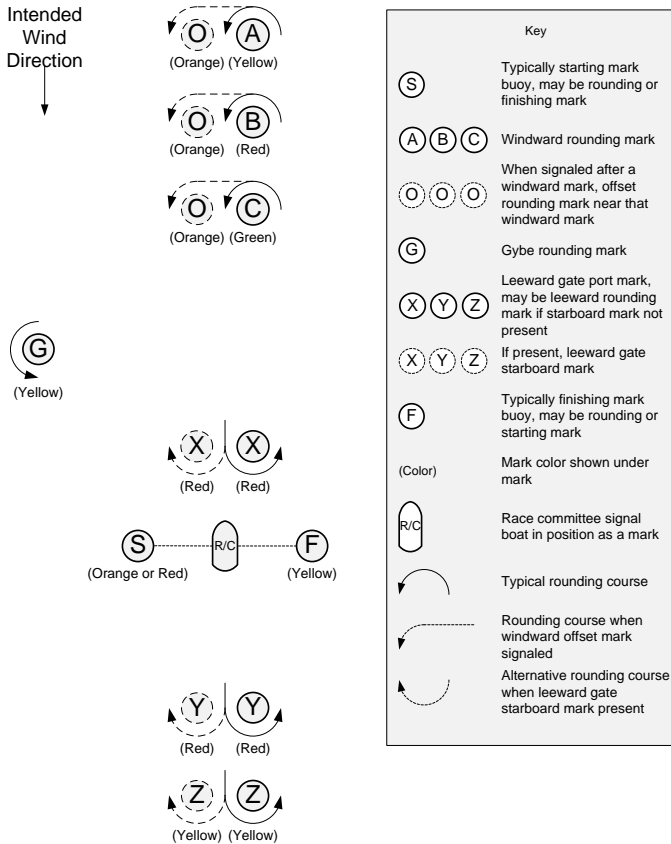 Intended
Wind
Direction
O A
(Orange) (Yellow)
O B
(Orange) (Red)
O C
(Orange) (Green)
G
(Yellow)
X X
(Red) (Red)
S R/C F
(Orange or Red) (Yellow)
Y Y
(Red) (Red)
Z Z
(Yellow) (Yellow)
Key
S
Typically starting mark
buoy, may be rounding or
finishing mark
A B C
Windward rounding mark
O O O
When signaled after a
windward mark, offset
rounding mark near that
windward mark
G
Gybe rounding mark
X Y Z
Leeward gate port mark,
may be leeward rounding
mark if starboard mark not
present
X Y Z
If present, leeward gate
starboard mark
F
Typically finishing mark
buoy, may be rounding or
starting mark
(Color)
Mark color shown under
mark
R/C
Race committee signal
boat in position as a mark
Typical rounding course
Rounding course when
windward offset mark
signaled
Alternative rounding course
when leeward gate
starboard mark present